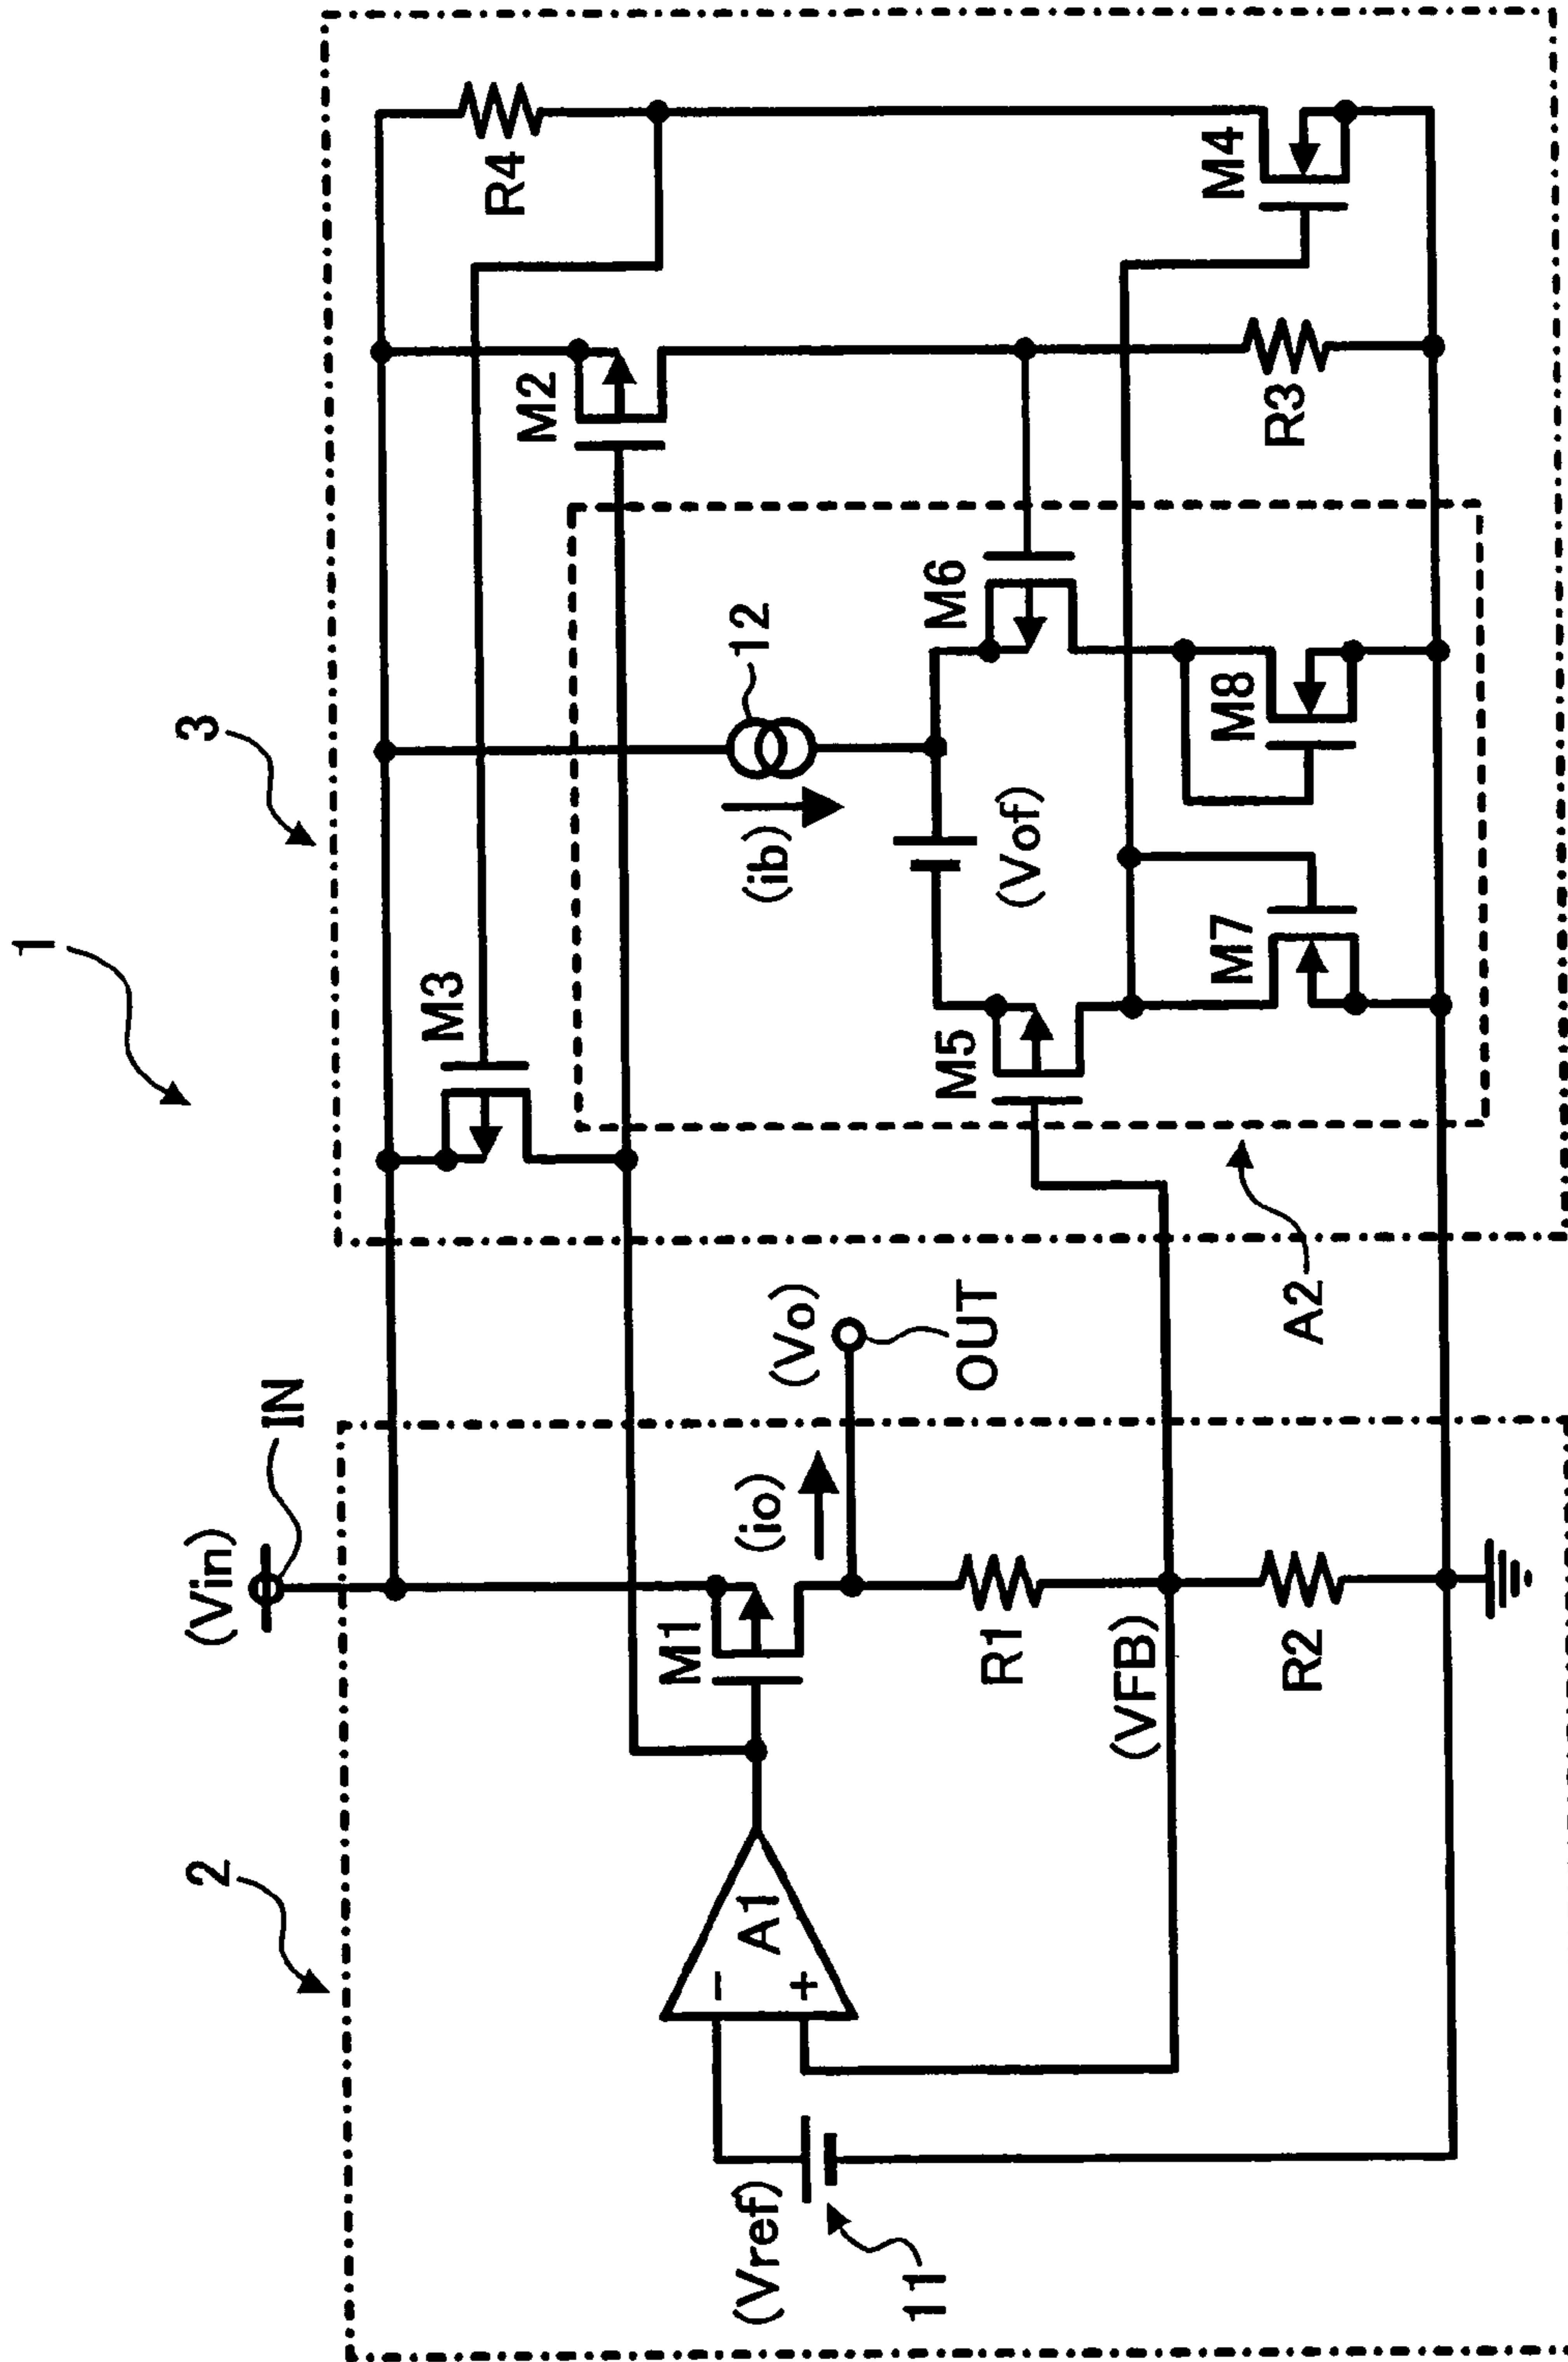 1
3
2
(Vin)
IN
M3
R4
M2
12
(ib)
M1
(io)
(Vo)
OUT
A1
−
+
(Vref)
11
R1
(VFB)
R2
M5
(Vof)
M6
M7
M8
A2
R3
M4